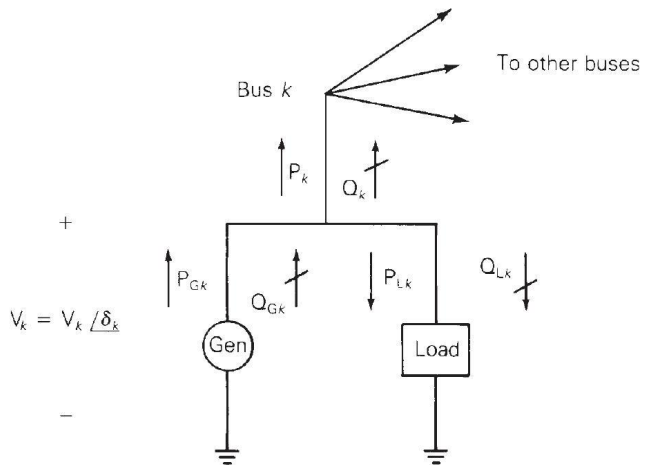 To other buses
Bus k
P_k
Q_k
+
P_Gk
Q_Gk
P_Lk
Q_Lk
V_k = V_k /δ_k
Gen
Load
−